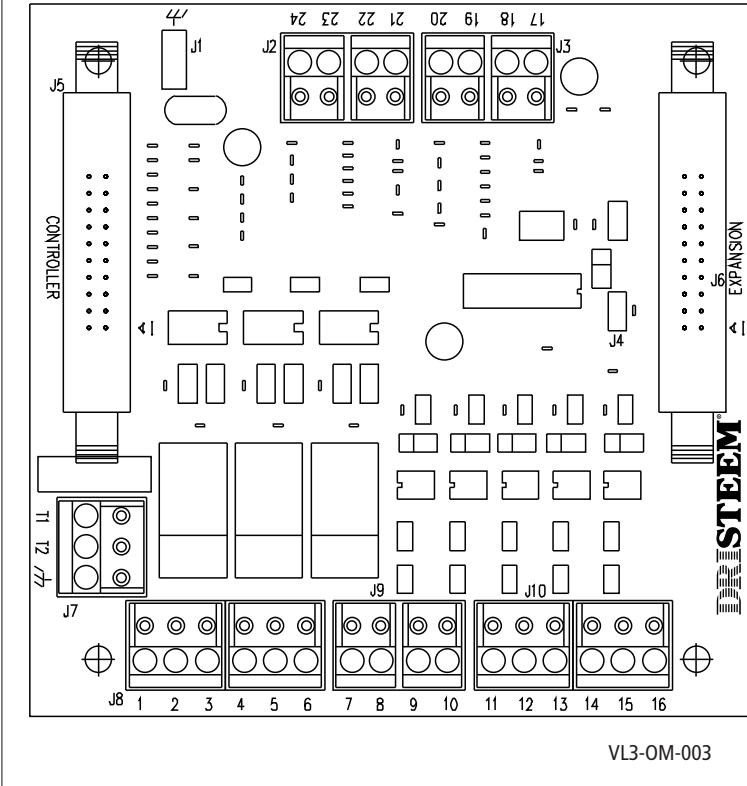 J1
J2
24 23 22 21 20 19 18 17
J3
J5
CONTROLLER
1
J6
EXPANSION
1
J4
DRISTEEM®
T1
T2
J7
J9
J10
J8
1 2 3 4 5 6 7 8 9 10 11 12 13 14 15 16
VL3-OM-003